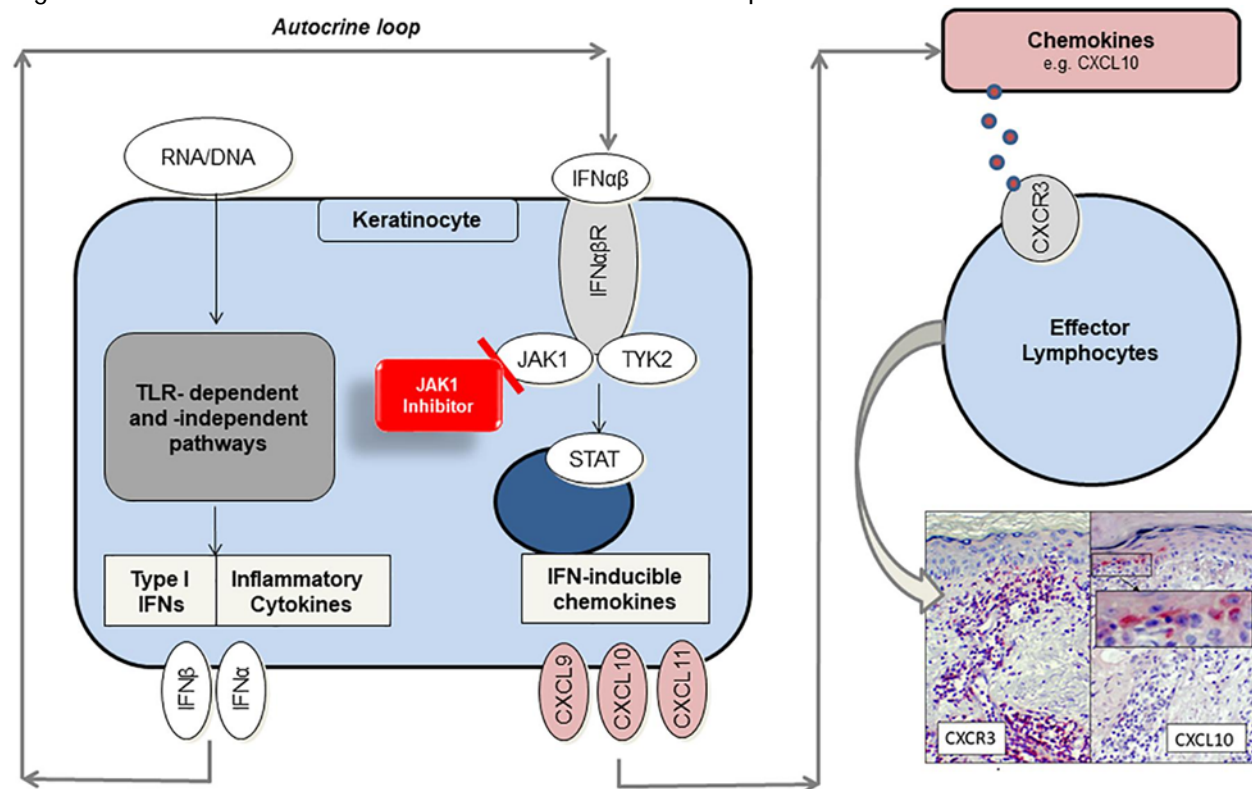 Autocrine loop
Chemokines
e.g. CXCL10
RNA/DNA
IFNαβ
Keratinocyte
IFNαβR
CXCR3
JAK1
TYK2
JAK1
Inhibitor
TLR- dependent
and -independent
pathways
STAT
Effector
Lymphocytes
Type I
IFNs
Inflammatory
Cytokines
IFN-inducible
chemokines
IFNβ
IFNα
CXCL9
CXCL10
CXCL11
CXCR3
CXCL10